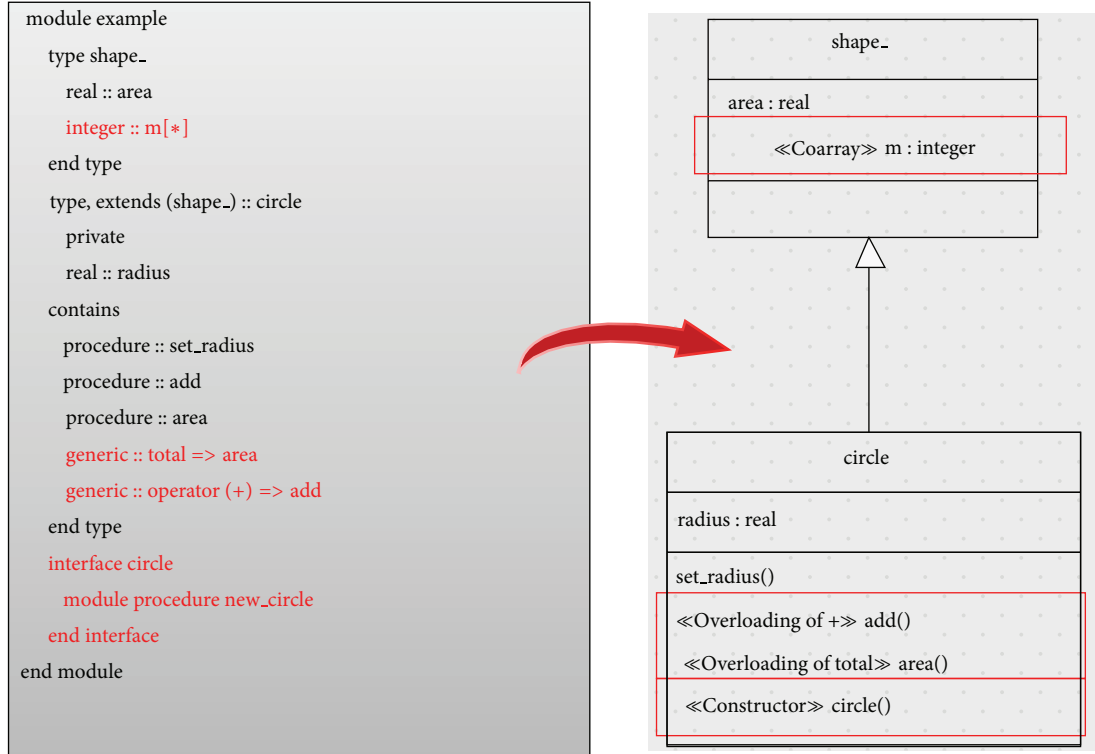 module example
type shape_
real :: area
integer :: m[*]
end type
type, extends (shape_) :: circle
private
real :: radius
contains
procedure :: set_radius
procedure :: add
procedure :: area
generic :: total => area
generic :: operator (+) => add
end type
interface circle
module procedure new_circle
end interface
end module
shape_
area : real
≪Coarray≫ m : integer
circle
radius : real
set_radius()
≪Overloading of +≫ add()
≪Overloading of total≫ area()
≪Constructor≫ circle()